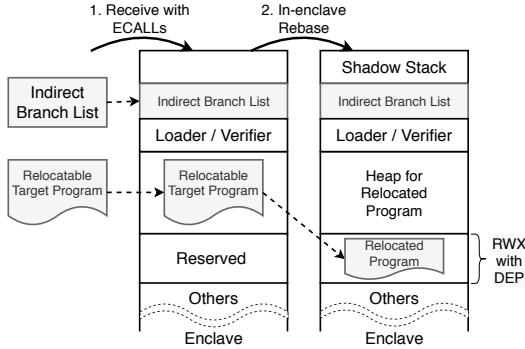 1. Receive with
ECALLs
2. In-enclave
Rebase
Indirect
Branch List
Relocatable
Target Program
Indirect Branch List
Loader / Verifier
Relocatable
Target Program
Reserved
Others
Enclave
Shadow Stack
Indirect Branch List
Loader / Verifier
Heap for
Relocated
Program
Relocated
Program
Others
Enclave
RWX
with
DEP